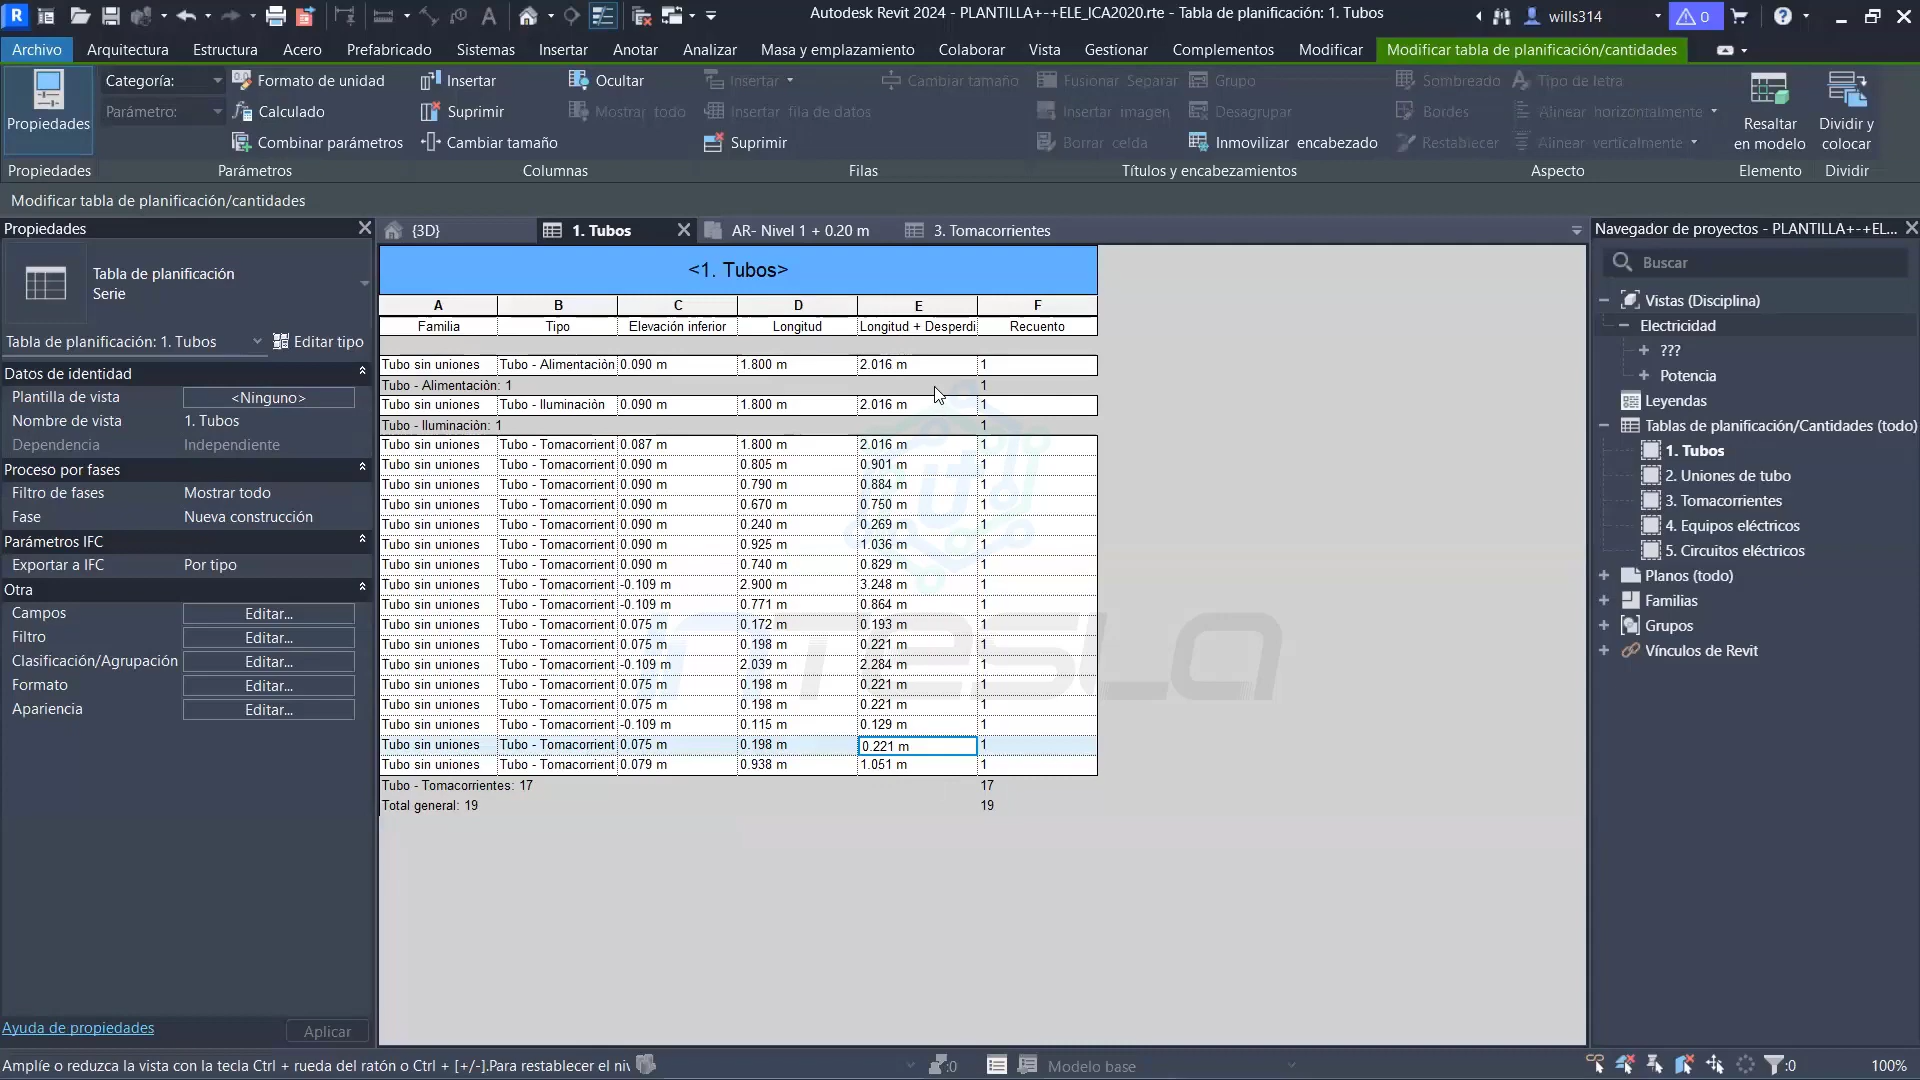 Autodesk Revit 2024 - PLANTILLA+-+ELE_ICA2020.rte - Tabla de planificación: 1. Tubos
wills314
0
Archivo Arquitectura Estructura Acero Prefabricado Sistemas Insertar Anotar Analizar Masa y emplazamiento Colaborar Vista Gestionar Complementos Modificar Modificar tabla de planificación/cantidades
Propiedades
Categoría:
Parámetro:
Formato de unidad
Calculado
Combinar parámetros
Insertar
Suprimir
Cambiar tamaño
Ocultar
Mostrar todo
Insertar
Insertar fila de datos
Suprimir
Cambiar tamaño
Fusionar Separar
Insertar imagen
Borrar celda
Grupo
Desagrupar
Inmovilizar encabezado
Sombreado
Bordes
Restablecer
Tipo de letra
Alinear horizontalmente
Alinear verticalmente
Resaltar
en modelo
Dividir y
colocar
Propiedades Parámetros Columnas Filas Títulos y encabezamientos Aspecto Elemento Dividir
Modificar tabla de planificación/cantidades
Propiedades
Tabla de planificación
Serie
Tabla de planificación: 1. Tubos
Editar tipo
Datos de identidad
Plantilla de vista <Ninguno>
Nombre de vista 1. Tubos
Dependencia Independiente
Proceso por fases
Filtro de fases Mostrar todo
Fase Nueva construcción
Parámetros IFC
Exportar a IFC Por tipo
Otra
Campos Editar...
Filtro Editar...
Clasificación/Agrupación Editar...
Formato Editar...
Apariencia Editar...
Ayuda de propiedades
Aplicar
{3D}
1. Tubos
AR- Nivel 1 + 0.20 m
3. Tomacorrientes
<1. Tubos>
A B C D E F
Familia Tipo Elevación inferior Longitud Longitud + Desperdi Recuento
Tubo sin uniones Tubo - Alimentaciòn 0.090 m 1.800 m 2.016 m 1
Tubo - Alimentaciòn: 1 1
Tubo sin uniones Tubo - Iluminaciòn 0.090 m 1.800 m 2.016 m 1
Tubo - Iluminaciòn: 1 1
Tubo sin uniones Tubo - Tomacorrient 0.087 m 1.800 m 2.016 m 1
Tubo sin uniones Tubo - Tomacorrient 0.090 m 0.805 m 0.901 m 1
Tubo sin uniones Tubo - Tomacorrient 0.090 m 0.790 m 0.884 m 1
Tubo sin uniones Tubo - Tomacorrient 0.090 m 0.670 m 0.750 m 1
Tubo sin uniones Tubo - Tomacorrient 0.090 m 0.240 m 0.269 m 1
Tubo sin uniones Tubo - Tomacorrient 0.090 m 0.925 m 1.036 m 1
Tubo sin uniones Tubo - Tomacorrient 0.090 m 0.740 m 0.829 m 1
Tubo sin uniones Tubo - Tomacorrient -0.109 m 2.900 m 3.248 m 1
Tubo sin uniones Tubo - Tomacorrient -0.109 m 0.771 m 0.864 m 1
Tubo sin uniones Tubo - Tomacorrient 0.075 m 0.172 m 0.193 m 1
Tubo sin uniones Tubo - Tomacorrient 0.075 m 0.198 m 0.221 m 1
Tubo sin uniones Tubo - Tomacorrient -0.109 m 2.039 m 2.284 m 1
Tubo sin uniones Tubo - Tomacorrient 0.075 m 0.198 m 0.221 m 1
Tubo sin uniones Tubo - Tomacorrient 0.075 m 0.198 m 0.221 m 1
Tubo sin uniones Tubo - Tomacorrient -0.109 m 0.115 m 0.129 m 1
Tubo sin uniones Tubo - Tomacorrient 0.075 m 0.198 m 0.221 m 1
Tubo sin uniones Tubo - Tomacorrient 0.079 m 0.938 m 1.051 m 1
Tubo - Tomacorrientes: 17 17
Total general: 19 19
TESLA
Navegador de proyectos - PLANTILLA+-+ELE...
Buscar
Vistas (Disciplina)
Electricidad
???
Potencia
Leyendas
Tablas de planificación/Cantidades (todo)
1. Tubos
2. Uniones de tubo
3. Tomacorrientes
4. Equipos eléctricos
5. Circuitos eléctricos
Planos (todo)
Familias
Grupos
Vínculos de Revit
Amplíe o reduzca la vista con la tecla Ctrl + rueda del ratón o Ctrl + [+/-].Para restablecer el niv
:0
Modelo base
:0
100%